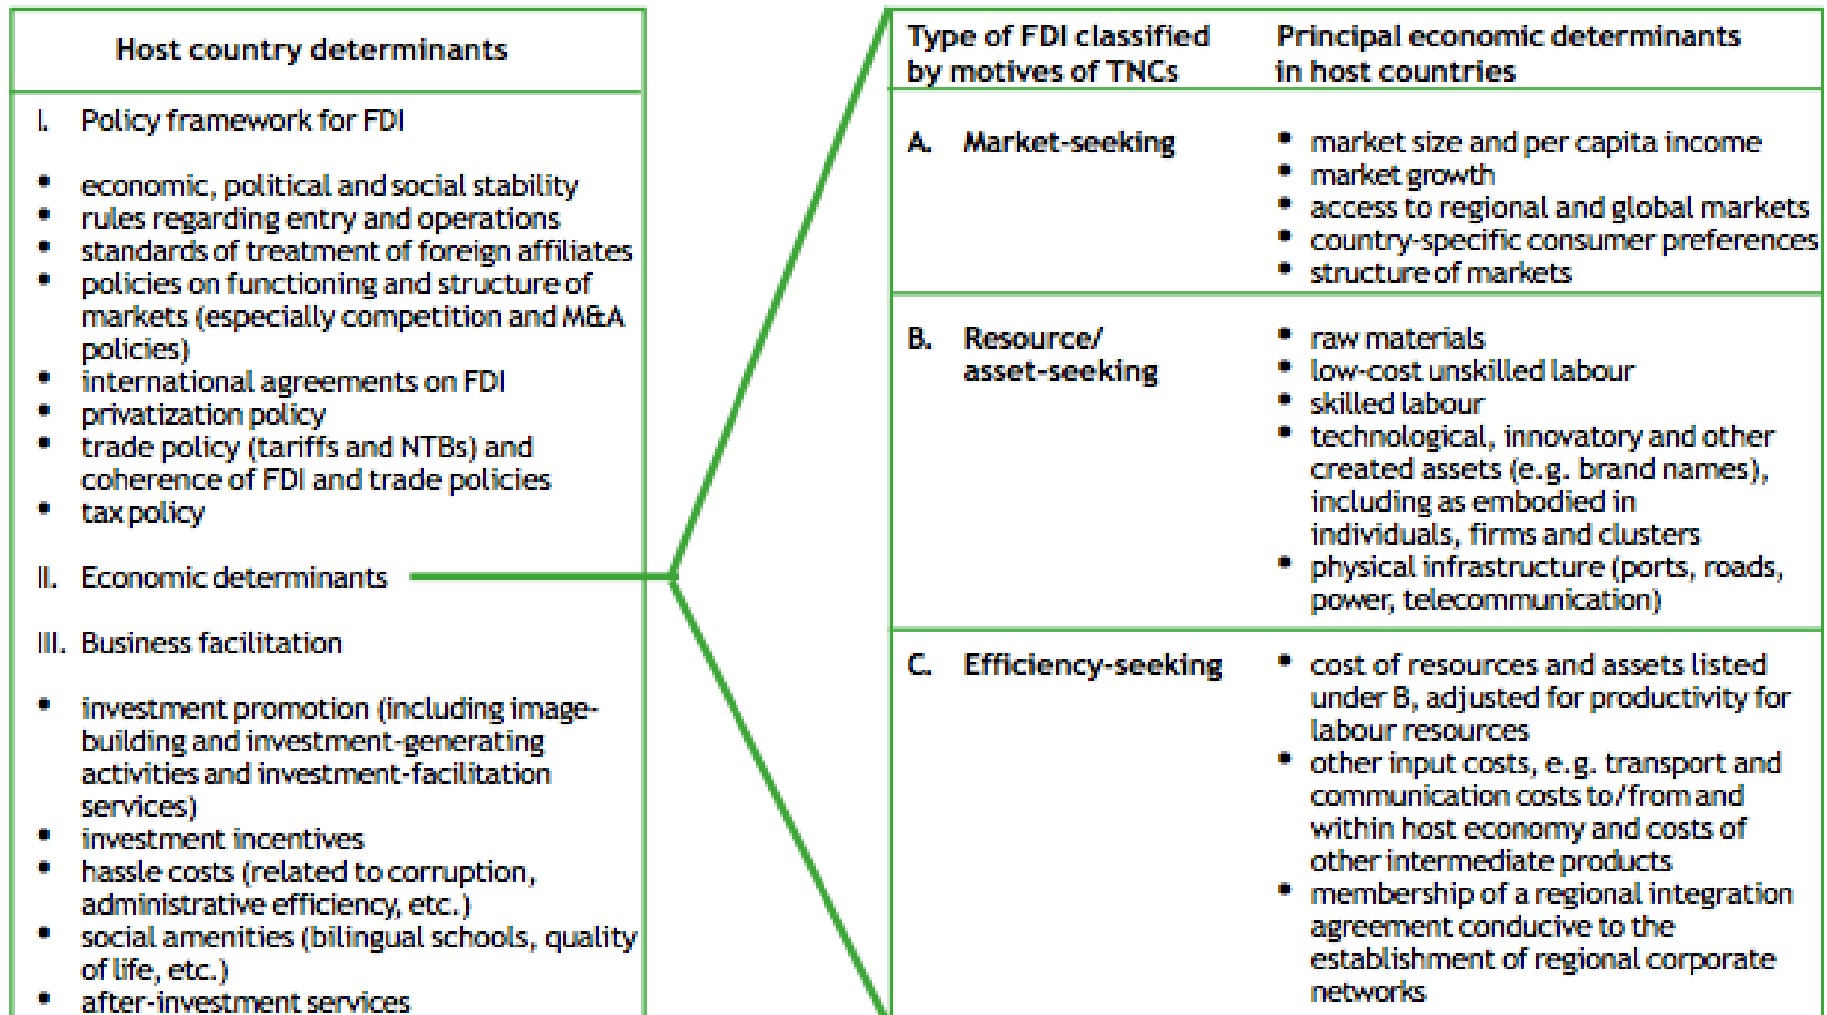 Host country determinants
I. Policy framework for FDI
• economic, political and social stability
• rules regarding entry and operations
• standards of treatment of foreign affiliates
• policies on functioning and structure of
markets (especially competition and M&A
policies)
• international agreements on FDI
• privatization policy
• trade policy (tariffs and NTBs) and
coherence of FDI and trade policies
• tax policy
II. Economic determinants
III. Business facilitation
• investment promotion (including image-
building and investment-generating
activities and investment-facilitation
services)
• investment incentives
• hassle costs (related to corruption,
administrative efficiency, etc.)
• social amenities (bilingual schools, quality
of life, etc.)
• after-investment services
Type of FDI classified
by motives of TNCs
Principal economic determinants
in host countries
A. Market-seeking
• market size and per capita income
• market growth
• access to regional and global markets
• country-specific consumer preferences
• structure of markets
B. Resource/
asset-seeking
• raw materials
• low-cost unskilled labour
• skilled labour
• technological, innovatory and other
created assets (e.g. brand names),
including as embodied in
individuals, firms and clusters
• physical infrastructure (ports, roads,
power, telecommunication)
C. Efficiency-seeking
• cost of resources and assets listed
under B, adjusted for productivity for
labour resources
• other input costs, e.g. transport and
communication costs to/from and
within host economy and costs of
other intermediate products
• membership of a regional integration
agreement conducive to the
establishment of regional corporate
networks